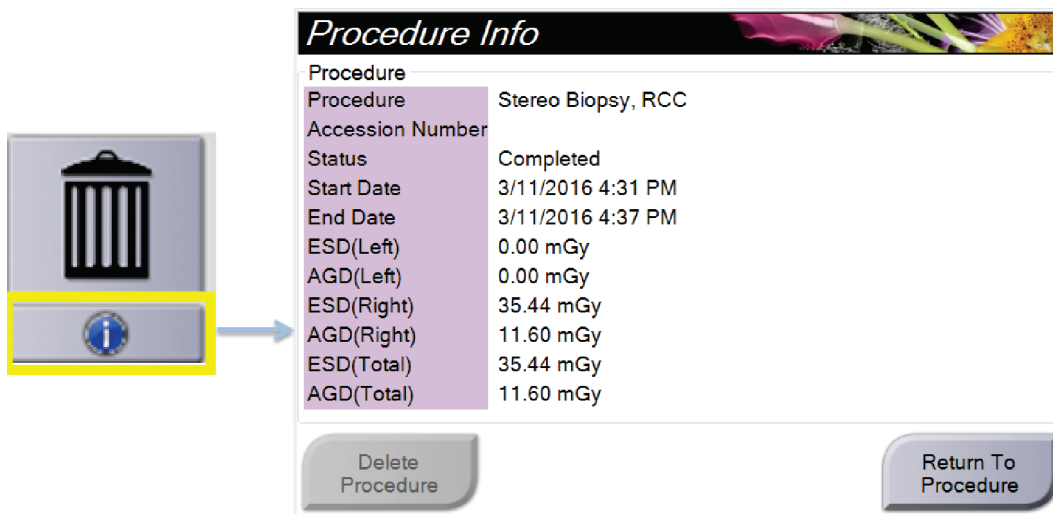 Procedure Info
Procedure
Procedure Stereo Biopsy, RCC
Accession Number
Status Completed
Start Date 3/11/2016 4:31 PM
End Date 3/11/2016 4:37 PM
ESD(Left) 0.00 mGy
AGD(Left) 0.00 mGy
ESD(Right) 35.44 mGy
AGD(Right) 11.60 mGy
ESD(Total) 35.44 mGy
AGD(Total) 11.60 mGy
Delete
Procedure
Return To
Procedure